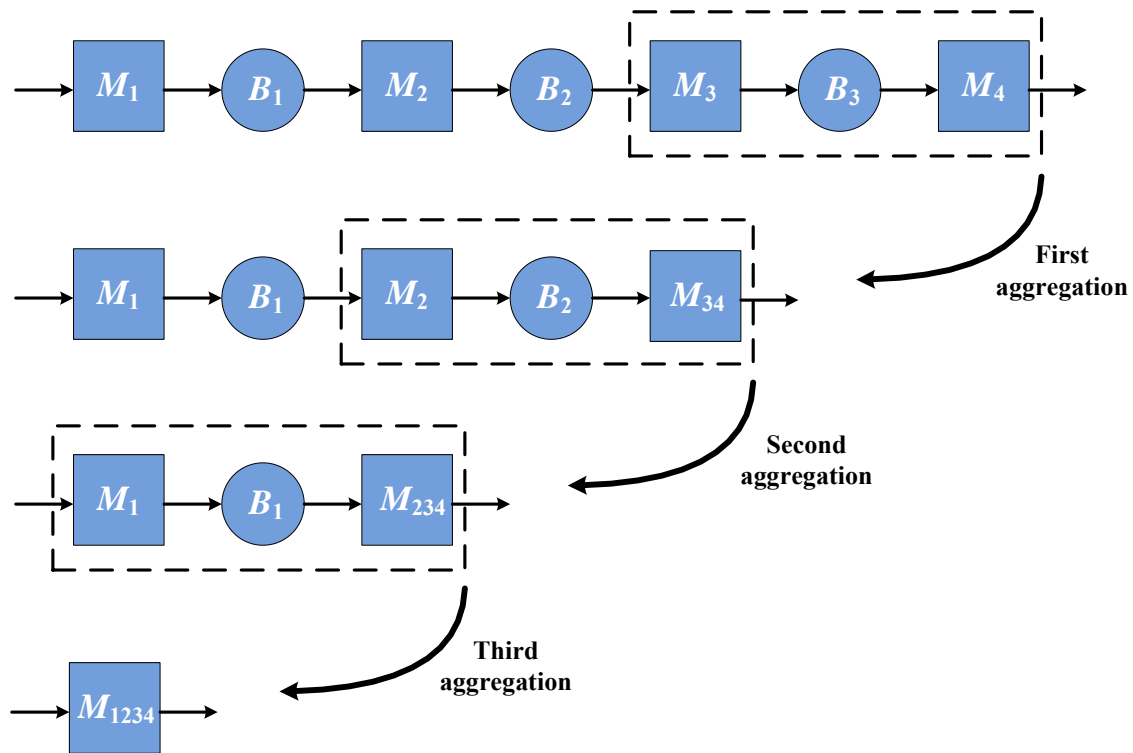 M1 B1 M2 B2 M3 B3 M4
First
aggregation
M1 B1 M2 B2 M34
Second
aggregation
M1 B1 M234
Third
aggregation
M1234